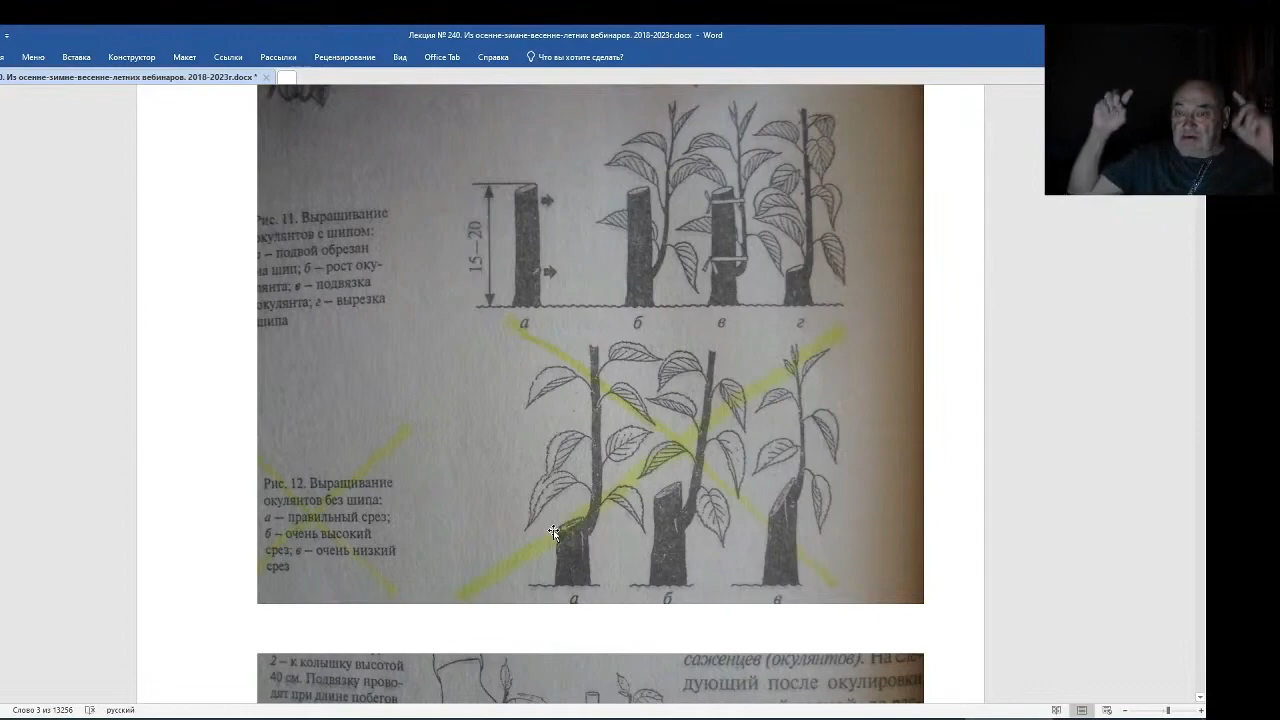 Лекция № 240. Из осенне-зимне-весенне-летних вебинаров. 2018-2023г.docx - Word
я Меню Вставка Конструктор Макет Ссылки Рассылки Рецензирование Вид Office Tab Справка Что вы хотите сделать?
0. Из осенне-зимне-весенне-летних вебинаров. 2018-2023г.docx *
Рис. 11. Выращивание
окулянтов с шипом:
а – подвой обрезан
на шип; б – рост оку-
лянта; в – подвязка
окулянта; г – вырезка
шипа
15–20
а б в г
Рис. 12. Выращивание
окулянтов без шипа:
а – правильный срез;
б – очень высокий
срез; в – очень низкий
срез
а б в
2 – к колышку высотой
40 см. Подвязку прово-
дят при длине побегов
саженцев (окулянтов). На сле-
дующий после окулировки
Слово 3 из 13256 русский